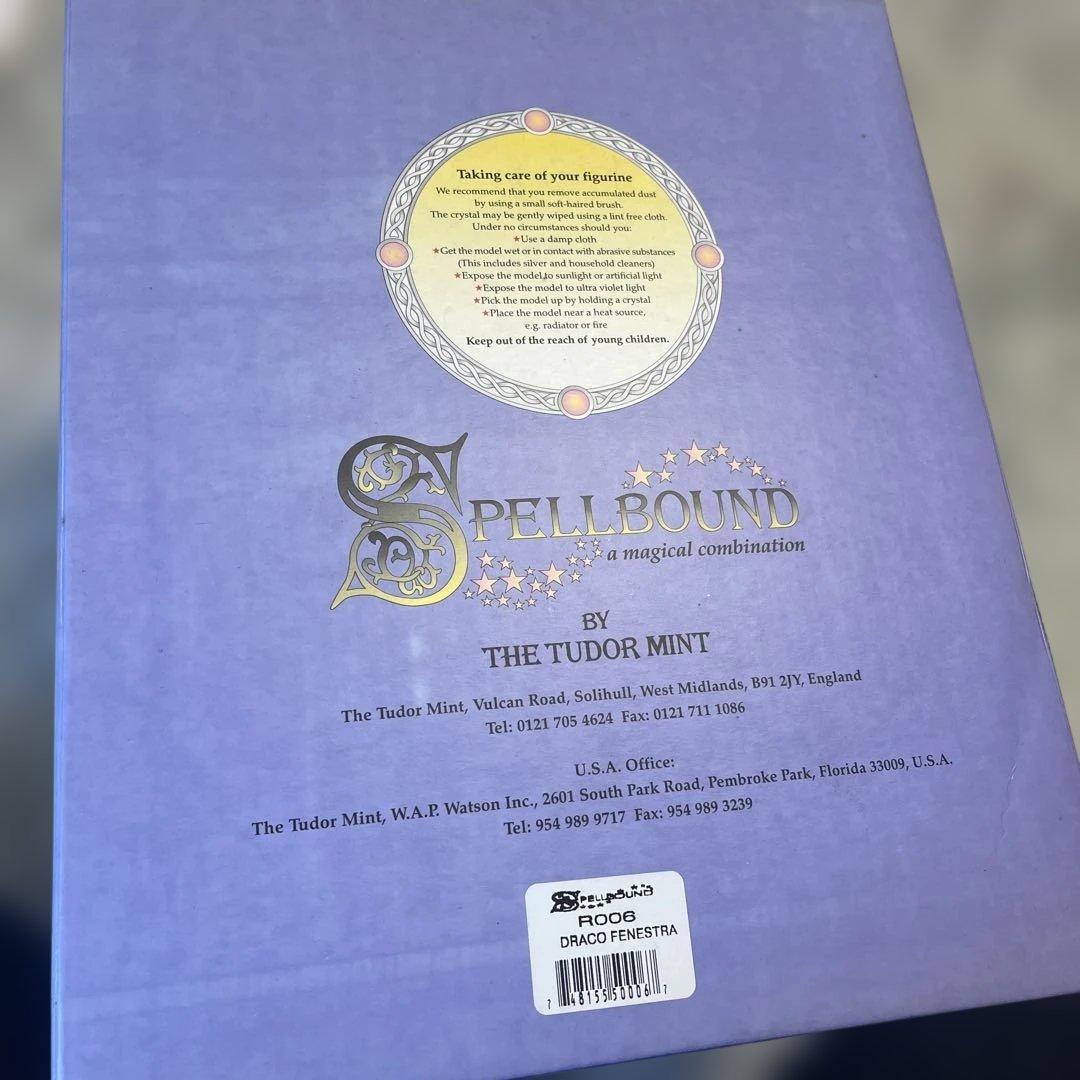 Taking care of your figurine
We recommend that you remove accumulated dust
by using a small soft-haired brush.
The crystal may be gently wiped using a lint free cloth.
Under no circumstances should you:
★Use a damp cloth
★Get the model wet or in contact with abrasive substances
(This includes silver and household cleaners)
★Expose the model to sunlight or artificial light
★Expose the model to ultra violet light
★Pick the model up by holding a crystal
★Place the model near a heat source,
e.g. radiator or fire
Keep out of the reach of young children.
SPELLBOUND
a magical combination
BY
THE TUDOR MINT
The Tudor Mint, Vulcan Road, Solihull, West Midlands, B91 2JY, England
Tel: 0121 705 4624 Fax: 0121 711 1086
U.S.A. Office:
The Tudor Mint, W.A.P. Watson Inc., 2601 South Park Road, Pembroke Park, Florida 33009, U.S.A.
Tel: 954 989 9717 Fax: 954 989 3239
SPELLBOUND
R006
DRACO FENESTRA
7 48155 50006 7